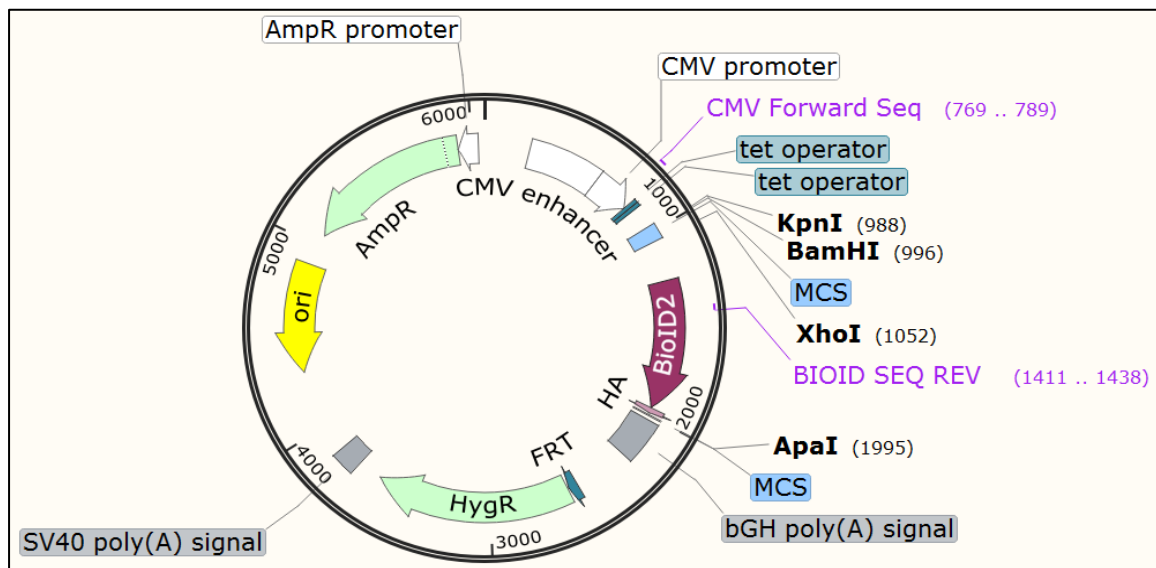 AmpR promoter
CMV promoter
CMV Forward Seq (769 .. 789)
tet operator
tet operator
KpnI (988)
BamHI (996)
MCS
XhoI (1052)
BIOID SEQ REV (1411 .. 1438)
ApaI (1995)
MCS
bGH poly(A) signal
SV40 poly(A) signal
6000
1000
2000
3000
4000
5000
CMV enhancer
BioID2
HA
FRT
HygR
ori
AmpR